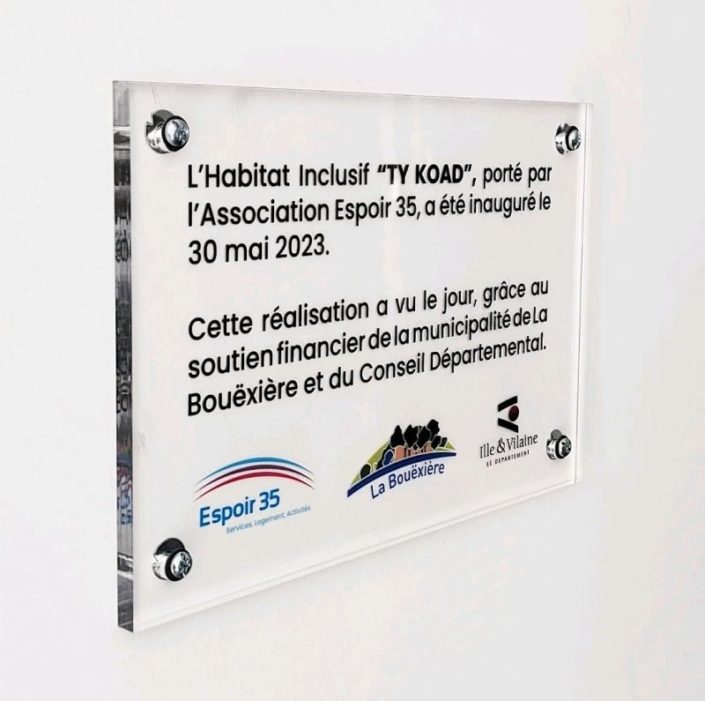 L'Habitat Inclusif “TY KOAD”, porté par
l'Association Espoir 35, a été inauguré le
30 mai 2023.
Cette réalisation a vu le jour, grâce au
soutien financier de la municipalité de La
Bouëxière et du Conseil Départemental.
Espoir 35
Services, Logement, Activités
La Bouëxière
Ille & Vilaine
LE DÉPARTEMENT